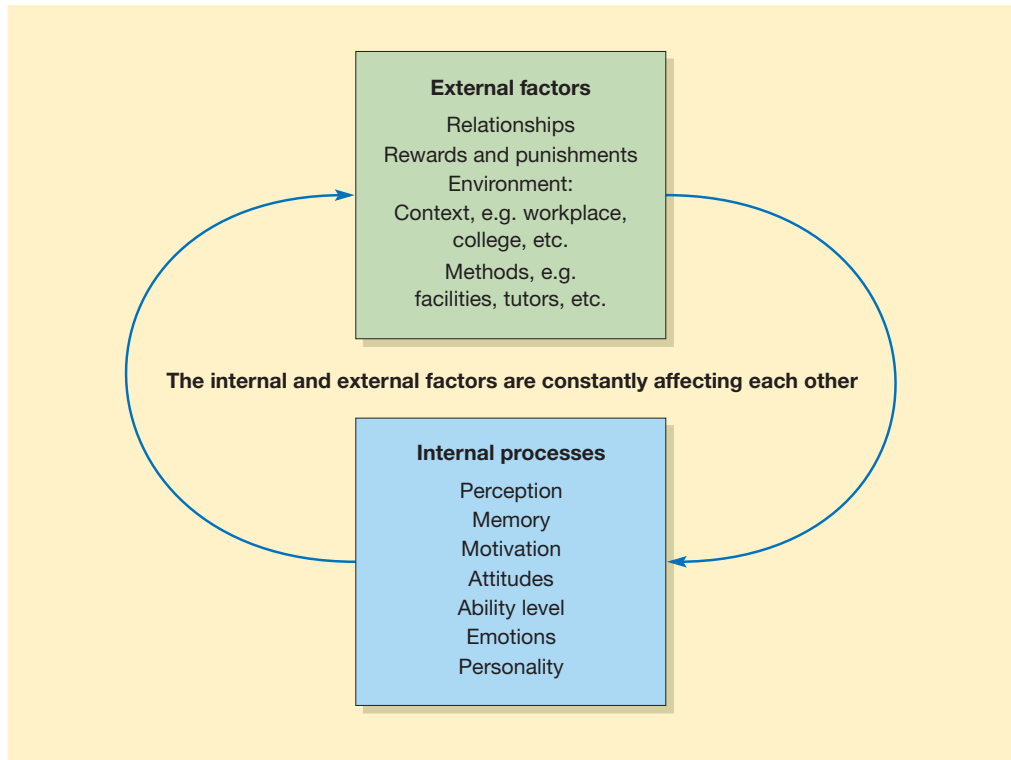 External factors
Relationships
Rewards and punishments
Environment:
Context, e.g. workplace,
college, etc.
Methods, e.g.
facilities, tutors, etc.
The internal and external factors are constantly affecting each other
Internal processes
Perception
Memory
Motivation
Attitudes
Ability level
Emotions
Personality